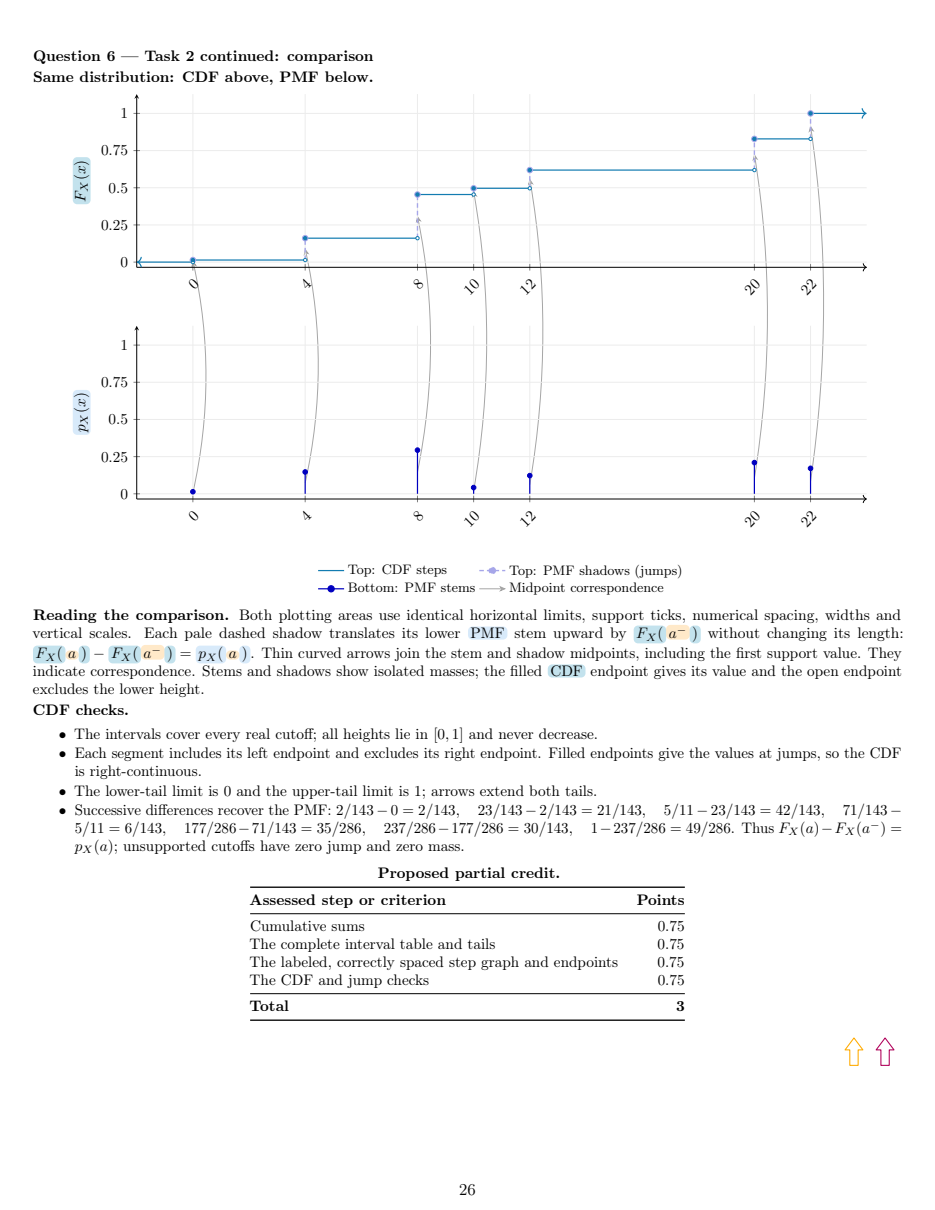 Question 6 — Task 2 continued: comparison
Same distribution: CDF above, PMF below.
1
0.75
0.5
0.25
0
F_X(x)
0 4 8 10 12 20 22
1
0.75
0.5
0.25
0
p_X(x)
0 4 8 10 12 20 22
Top: CDF steps Top: PMF shadows (jumps)
Bottom: PMF stems Midpoint correspondence
Reading the comparison. Both plotting areas use identical horizontal limits, support ticks, numerical spacing, widths and
vertical scales. Each pale dashed shadow translates its lower PMF stem upward by F_X(a⁻) without changing its length:
F_X(a) − F_X(a⁻) = p_X(a). Thin curved arrows join the stem and shadow midpoints, including the first support value. They
indicate correspondence. Stems and shadows show isolated masses; the filled CDF endpoint gives its value and the open endpoint
excludes the lower height.
CDF checks.
• The intervals cover every real cutoff; all heights lie in [0, 1] and never decrease.
• Each segment includes its left endpoint and excludes its right endpoint. Filled endpoints give the values at jumps, so the CDF
is right-continuous.
• The lower-tail limit is 0 and the upper-tail limit is 1; arrows extend both tails.
• Successive differences recover the PMF: 2/143−0 = 2/143, 23/143−2/143 = 21/143, 5/11−23/143 = 42/143, 71/143−
5/11 = 6/143, 177/286−71/143 = 35/286, 237/286−177/286 = 30/143, 1−237/286 = 49/286. Thus F_X(a)−F_X(a⁻) =
p_X(a); unsupported cutoffs have zero jump and zero mass.
Proposed partial credit.
Assessed step or criterion Points
Cumulative sums 0.75
The complete interval table and tails 0.75
The labeled, correctly spaced step graph and endpoints 0.75
The CDF and jump checks 0.75
Total 3
26